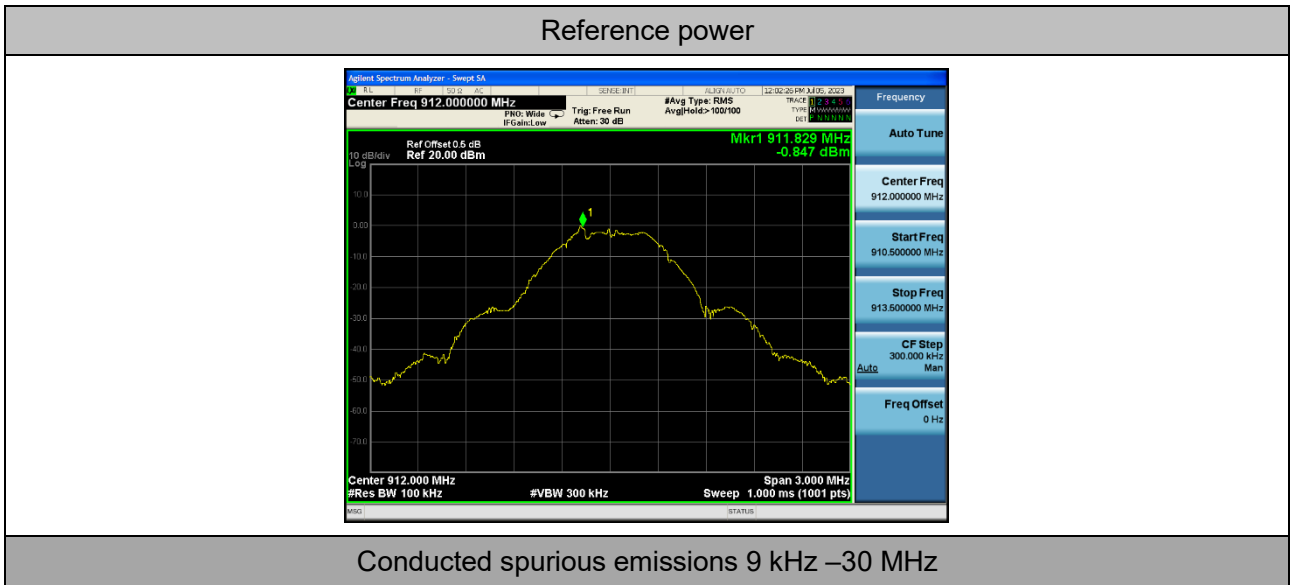 Reference power
Agilent Spectrum Analyzer - Swept SA
RL RF 50 Ω AC SENSE:INT ALIGN AUTO 12:02:26 PM Jul 05, 2023
Center Freq 912.000000 MHz
PNO: Wide
IFGain:Low
Trig: Free Run
Atten: 30 dB
#Avg Type: RMS
Avg|Hold:>100/100
TRACE 1 2 3 4 5 6
TYPE M
DET P N N N N N
Frequency
Mkr1 911.829 MHz
-0.847 dBm
Ref Offset 0.5 dB
10 dB/div Ref 20.00 dBm
Log
10.0
0.00
-10.0
-20.0
-30.0
-40.0
-50.0
-60.0
-70.0
1
Center 912.000 MHz Span 3.000 MHz
#Res BW 100 kHz #VBW 300 kHz Sweep 1.000 ms (1001 pts)
MSG STATUS
Auto Tune
Center Freq
912.000000 MHz
Start Freq
910.500000 MHz
Stop Freq
913.500000 MHz
CF Step
300.000 kHz
Auto Man
Freq Offset
0 Hz
Conducted spurious emissions 9 kHz –30 MHz